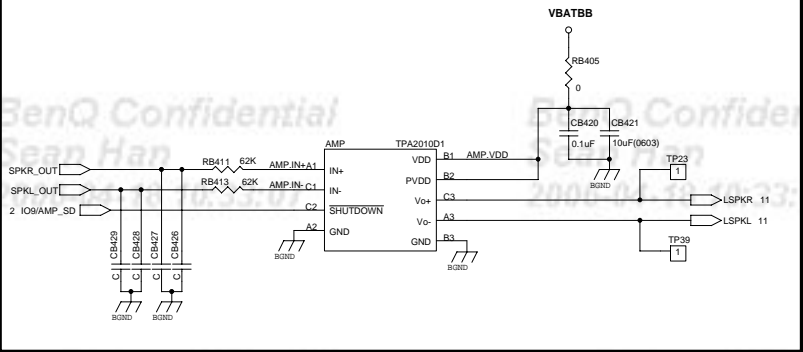 VBATBB
RB405
0
CB420
CB421
0.1uF
10uF(0603)
BGND
BenQ Confidential
Sean Han
BenQ Confiden
Sean Han
AMP
TPA2010D1
SPKR_OUT
RB411
62K
AMP.IN+
A1
IN+
VDD
B1
AMP.VDD
TP23
1
SPKL_OUT
RB413
62K
AMP.IN-
C1
IN-
PVDD
B2
2
IO9/AMP_SD
C2
SHUTDOWN
Vo+
C3
LSPKR
11
A2
GND
Vo-
A3
LSPKL
11
GND
B3
TP39
1
BGND
BGND
CB429
CB428
CB427
CB426
C
C
C
C
BGND
BGND